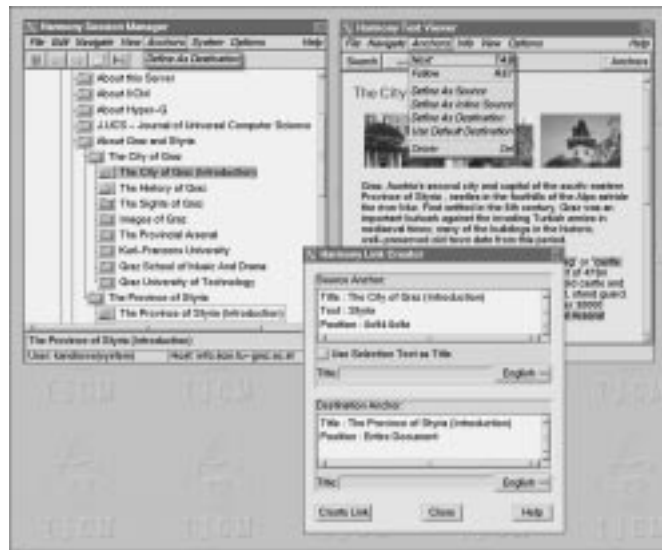 Harmony Session Manager
File Edit Navigate View Anchors System Options Help
Define As Destination
About this Server
About IICM
About Hyper-G
J.UCS - Journal of Universal Computer Science
About Graz and Styria
The City of Graz
The City of Graz (Introduction)
The History of Graz
The Sights of Graz
Images of Graz
The Provincial Arsenal
Karl-Franzens University
Graz School of Music And Drama
Graz University of Technology
The Province of Styria
The Province of Styria (Introduction)
The Province of Styria (Introduction)
Harmony Text Viewer
File Navigate Anchors Info View Options Help
Search Anchors
Next TAB
Follow
Define As Source
Define As Inline Source
Define As Destination
Use Default Destination
Delete Del
The City
Graz, Austria's second city and capital of the south-eastern
Province of Styria, nestles in the foothills of the Alps astride
the river Mur. First settled in the 5th century, Graz was an
important bulwark against the invading Turkish armies in
mediaeval times; many of the buildings in the historic,
well-preserved old town date from this period.
Harmony Link Creator
Source Anchor:
Title : The City of Graz (Introduction)
Text : Styria
Position :
Use Selection Text as Title
Title: English
Destination Anchor:
Title : The Province of Styria (Introduction)
Position : Entire Document
Title: English
Create Link Close Help
IICM IICM
IICM IICM